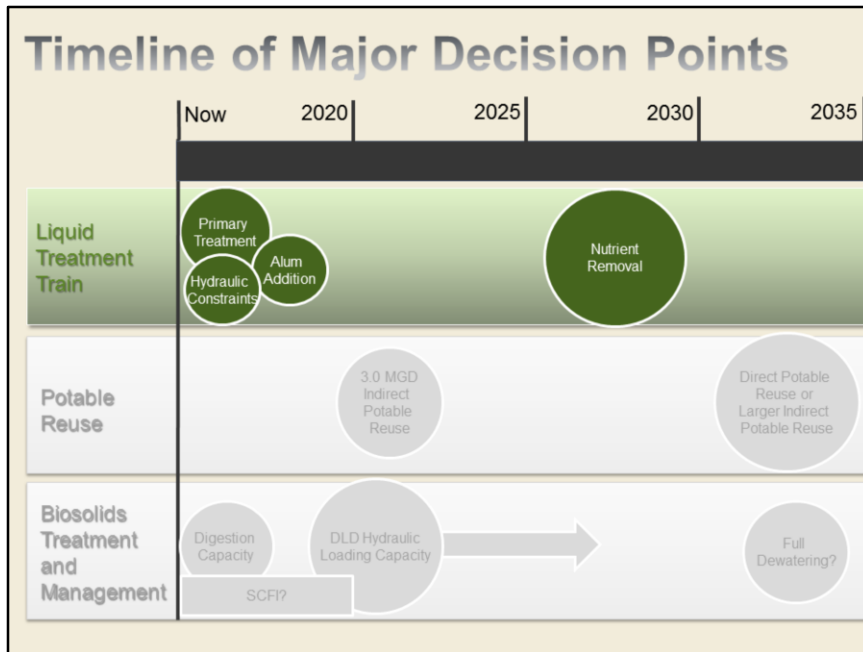 Timeline of Major Decision Points
Now
2020
2025
2030
2035
Liquid
Treatment
Train
Primary
Treatment
Alum
Addition
Hydraulic
Constraints
Nutrient
Removal
Potable
Reuse
3.0 MGD
Indirect
Potable
Reuse
Direct Potable
Reuse or
Larger Indirect
Potable Reuse
Biosolids
Treatment
and
Management
Digestion
Capacity
SCFI?
DLD Hydraulic
Loading Capacity
Full
Dewatering?